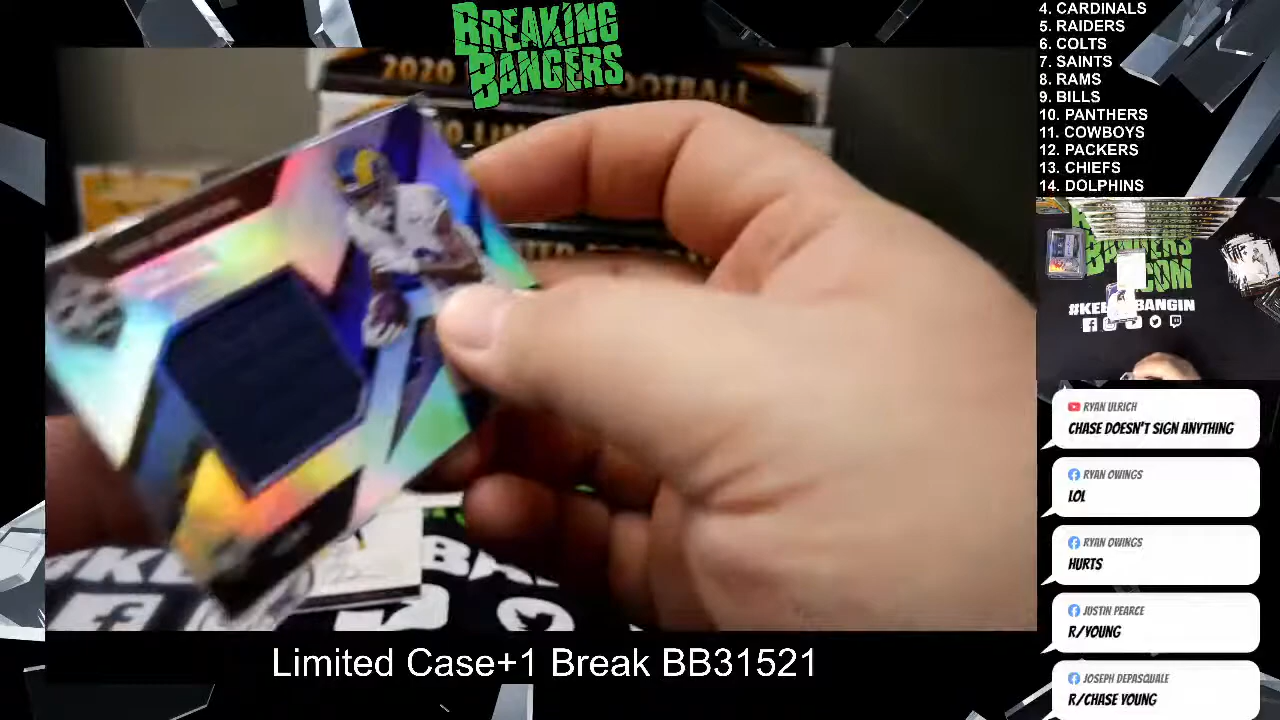 BREAKING
BANGERS
2020
FOOTBALL
4. CARDINALS
5. RAIDERS
6. COLTS
7. SAINTS
8. RAMS
9. BILLS
10. PANTHERS
11. COWBOYS
12. PACKERS
13. CHIEFS
14. DOLPHINS
RYAN ULRICH
CHASE DOESN'T SIGN ANYTHING
RYAN OWINGS
LOL
RYAN OWINGS
HURTS
JUSTIN PEARCE
R/YOUNG
JOSEPH DEPASQUALE
R/CHASE YOUNG
Limited Case+1 Break BB31521